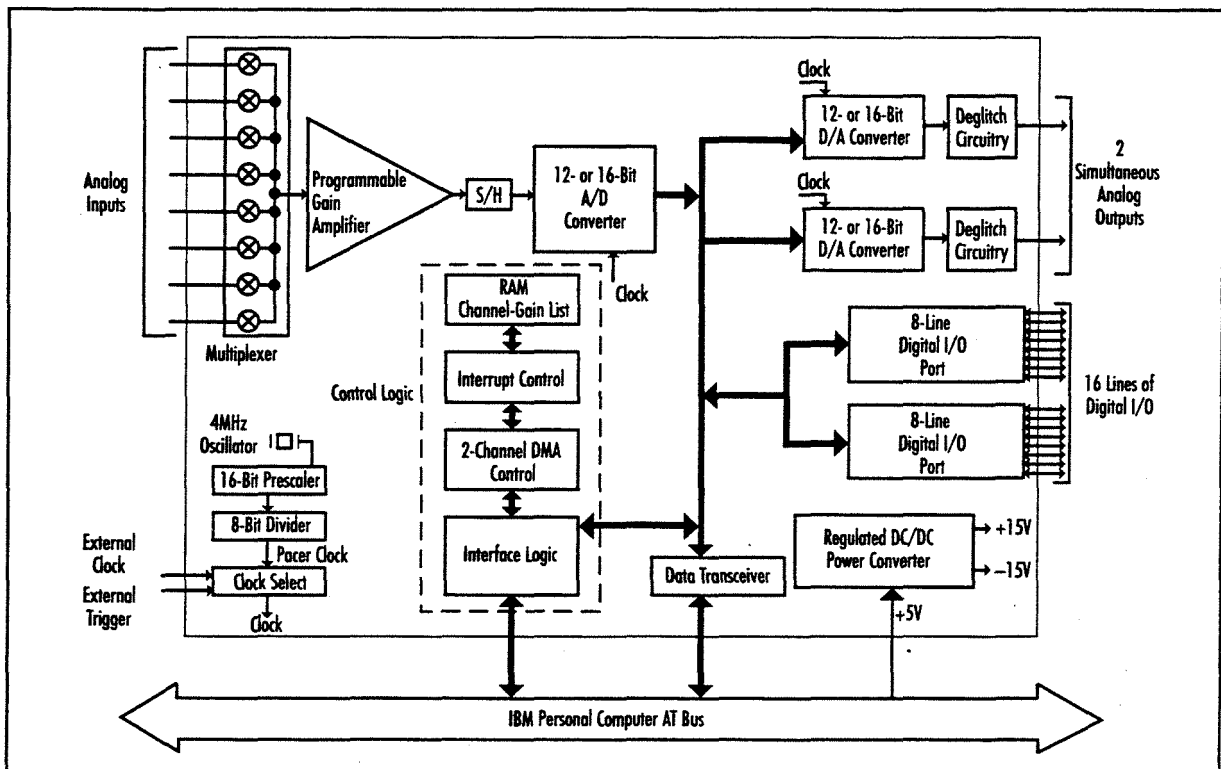 Analog
Inputs
Multiplexer
Programmable
Gain
Amplifier
S/H
12- or 16-Bit
A/D
Converter
Clock
Clock
12- or 16-Bit
D/A Converter
Deglitch
Circuitry
Clock
12- or 16-Bit
D/A Converter
Deglitch
Circuitry
2
Simultaneous
Analog
Outputs
Control Logic
RAM
Channel-Gain List
Interrupt Control
2-Channel DMA
Control
Interface Logic
8-Line
Digital I/O
Port
8-Line
Digital I/O
Port
16 Lines of
Digital I/O
4MHz
Oscillator
16-Bit Prescaler
8-Bit Divider
Pacer Clock
External
Clock
External
Trigger
Clock Select
Clock
Data Transceiver
Regulated DC/DC
Power Converter
+15V
−15V
+5V
IBM Personal Computer AT Bus